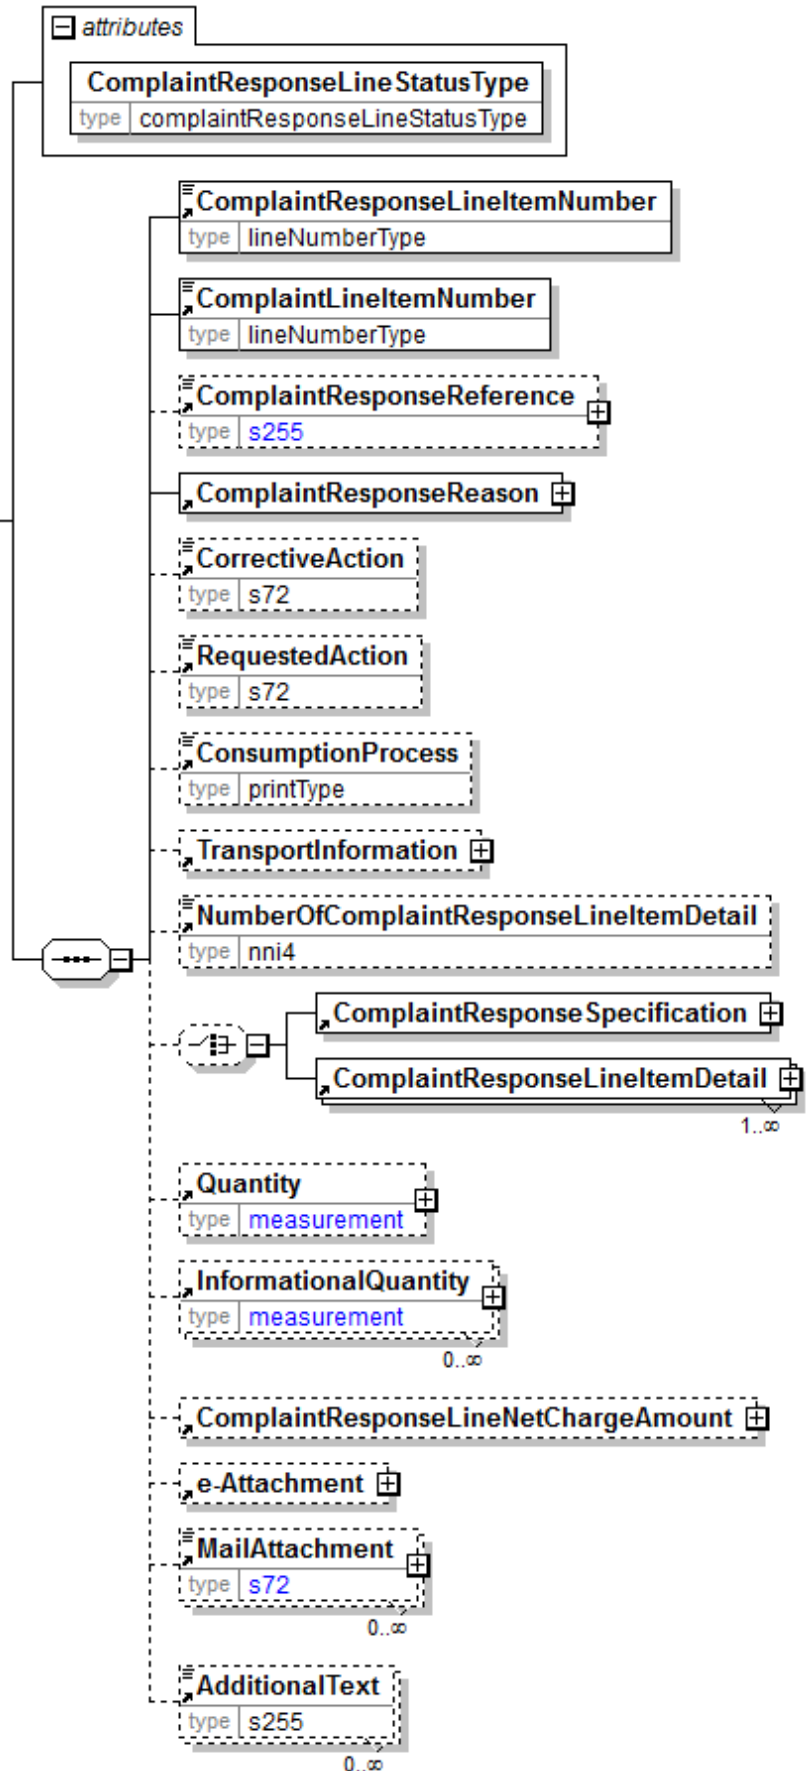 attributes
ComplaintResponseLineStatusType
type complaintResponseLineStatusType
ComplaintResponseLineItemNumber
type lineNumberType
ComplaintLineItemNumber
type lineNumberType
ComplaintResponseReference
type s255
ComplaintResponseReason
CorrectiveAction
type s72
RequestedAction
type s72
ConsumptionProcess
type printType
TransportInformation
NumberOfComplaintResponseLineItemDetail
type nni4
ComplaintResponseSpecification
ComplaintResponseLineItemDetail
1..∞
Quantity
type measurement
InformationalQuantity
type measurement
0..∞
ComplaintResponseLineNetChargeAmount
e-Attachment
MailAttachment
type s72
0..∞
AdditionalText
type s255
0..∞